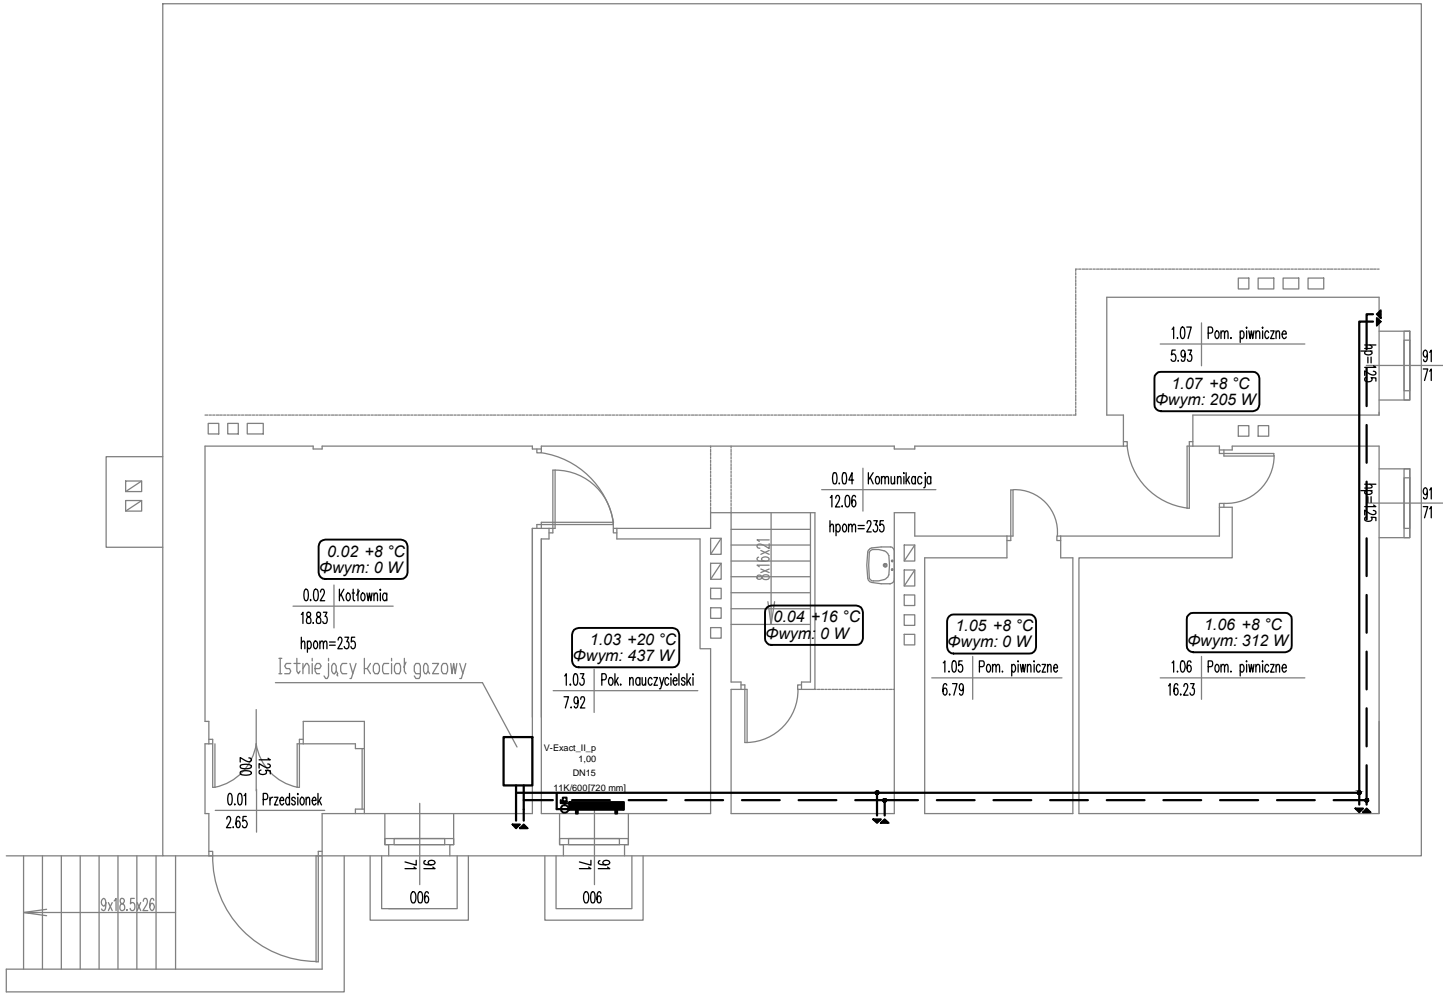 1.07 Pom. piwniczne
5.93
1.07 +8 °C
Φwym: 205 W
hp=125
91
71
0.04 Komunikacja
12.06
hpom=235
hp=125
91
71
0.02 +8 °C
Φwym: 0 W
0.02 Kotłownia
18.83
hpom=235
Istniejący kocioł gazowy
8x16x21
0.04 +16 °C
Φwym: 0 W
1.03 +20 °C
Φwym: 437 W
1.03 Pok. nauczycielski
7.92
1.05 +8 °C
Φwym: 0 W
1.05 Pom. piwniczne
6.79
1.06 +8 °C
Φwym: 312 W
1.06 Pom. piwniczne
16.23
V-Exact_II_p
1,00
DN15
11K/600[720 mm]
125
200
0.01 Przedsionek
2.65
91
71
900
91
71
900
9x18.5x26